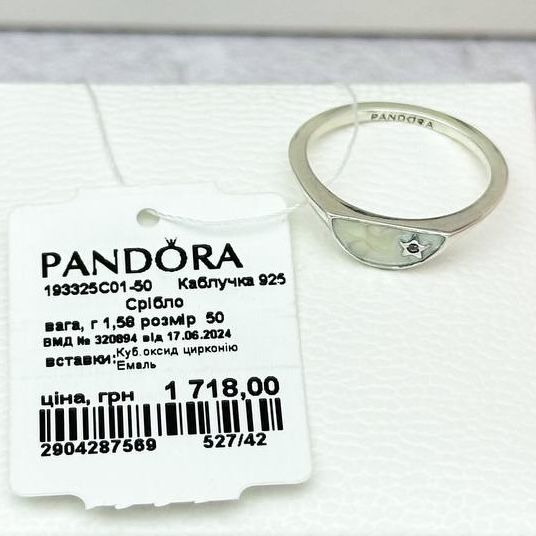 PANDORA
PANDORA
193325C01-50 Каблучка 925
Срібло
вага, г 1,58 розмір 50
ВМД № 320894 від 17.06.2024
вставки: Куб.оксид цирконію
Емаль
ціна, грн 1 718,00
2904287569 527/42